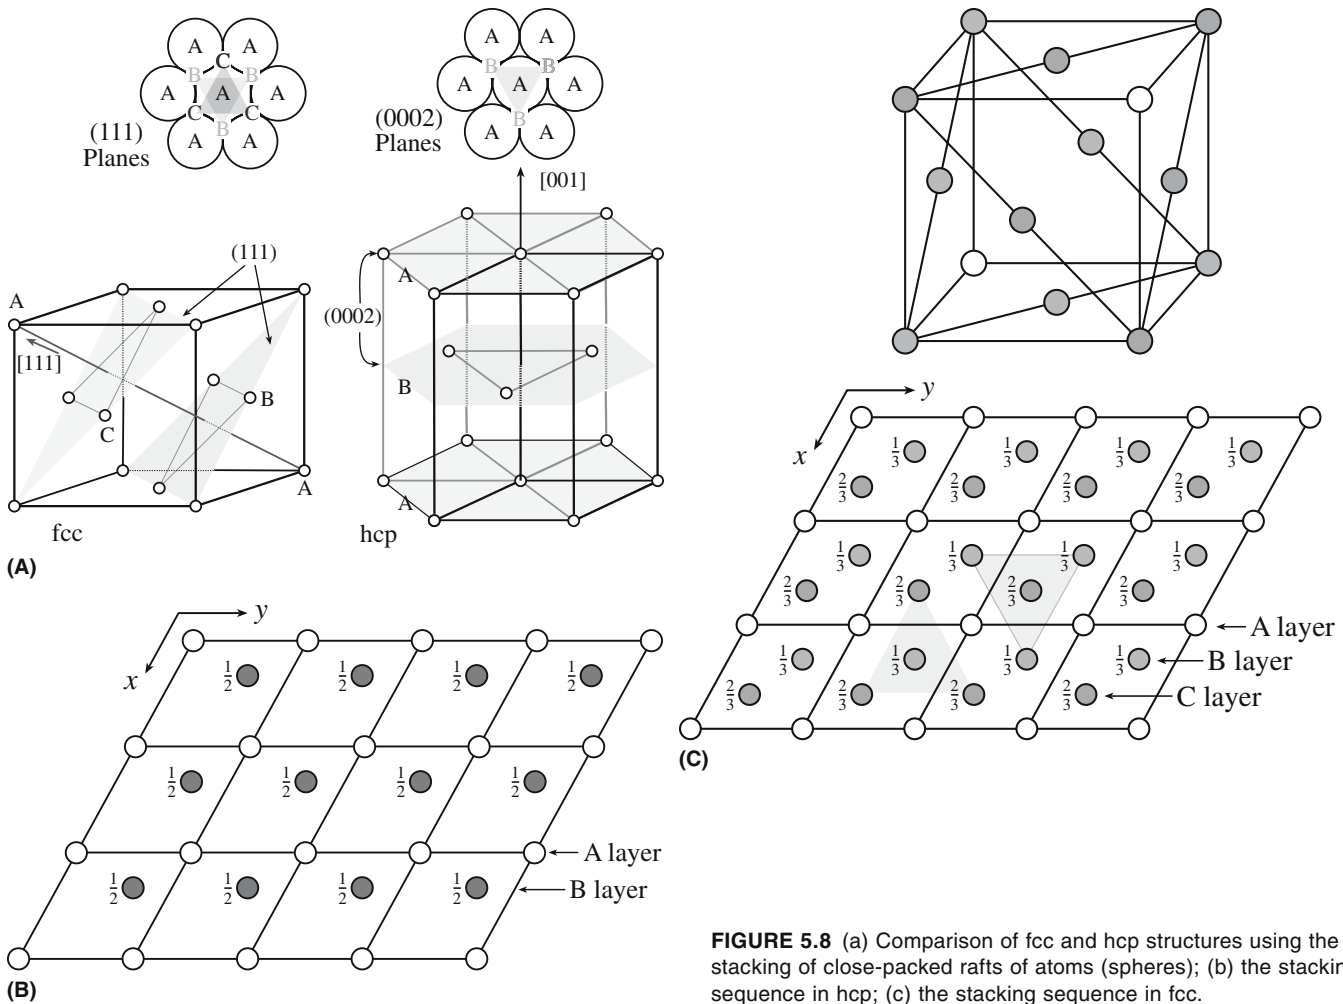 A A
C
B B
A A A
C C
B
A A
(111)
Planes
A A
B B
A A A
B
A A
(0002)
Planes
[001]
(111)
A
[111]
B
C
A
fcc
A
(0002)
B
A
hcp
(A)
y
x
1/2 1/2 1/2 1/2
1/2 1/2 1/2 1/2
A layer
1/2 1/2 1/2 1/2
B layer
(B)
y
x
1/3 1/3 1/3 1/3
2/3 2/3 2/3 2/3
1/3 1/3 1/3 1/3
2/3 2/3 2/3 2/3
A layer
1/3 1/3 1/3 1/3
B layer
2/3 2/3 2/3 2/3
C layer
(C)
FIGURE 5.8 (a) Comparison of fcc and hcp structures using the
stacking of close-packed rafts of atoms (spheres); (b) the stackin
sequence in hcp; (c) the stacking sequence in fcc.